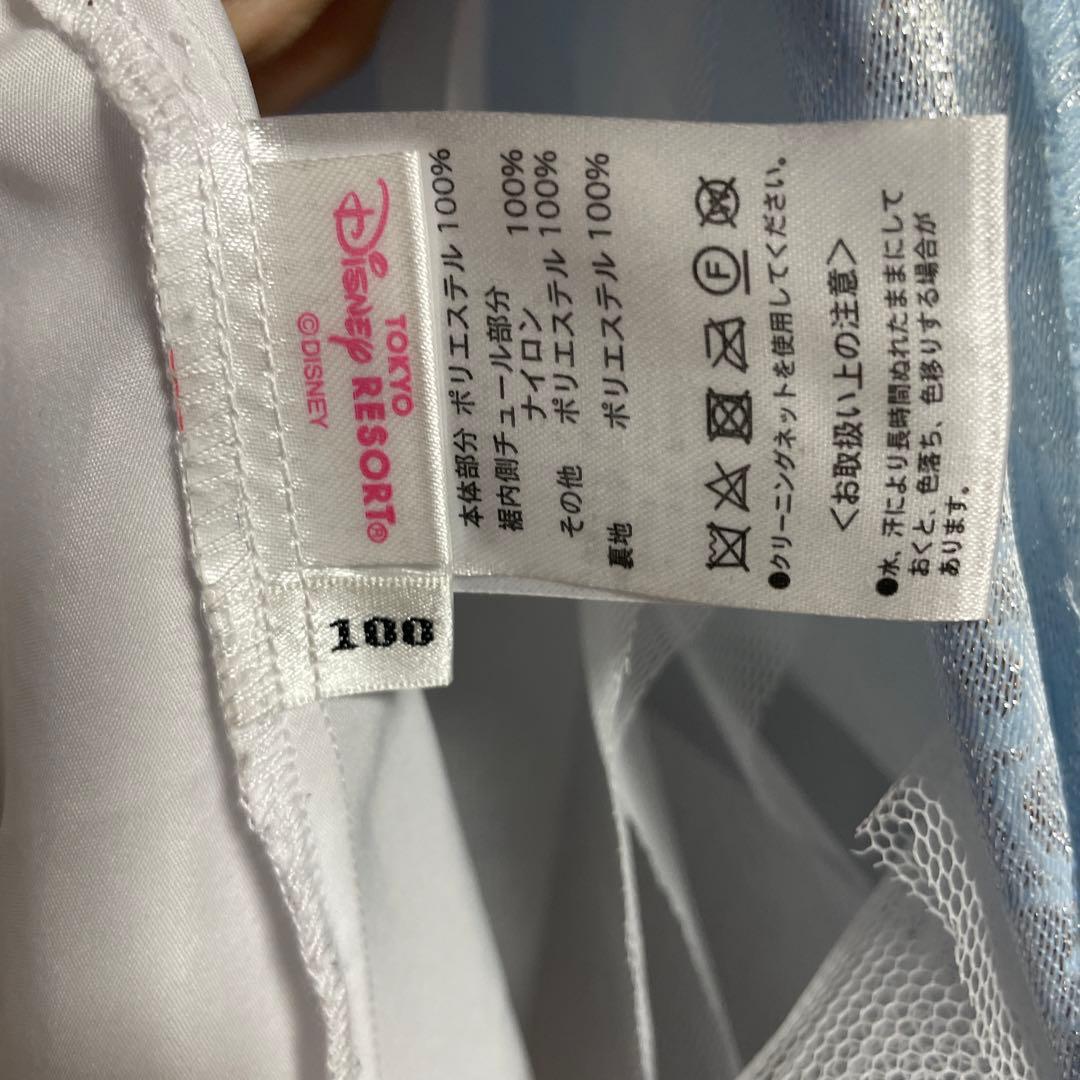 TOKYO
DISNEY RESORT®
©DISNEY
100
本体部分 ポリエステル 100%
裾内側チュール部分
ナイロン 100%
その他 ポリエステル 100%
裏地 ポリエステル 100%
F
W
●クリーニングネットを使用してください。
<お取扱い上の注意>
●水、汗により長時間ぬれたままにして
おくと、色落ち、色移りする場合が
あります。